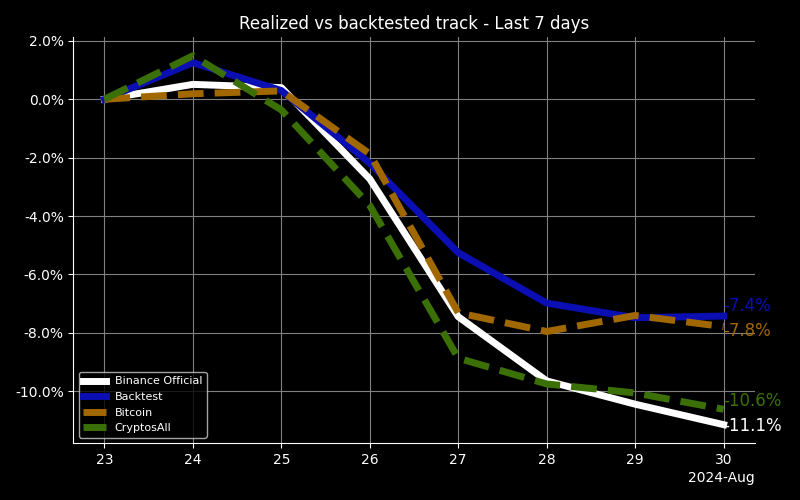 Realized vs backtested track - Last 7 days
2.0%
0.0%
-2.0%
-4.0%
-6.0%
-8.0%
-10.0%
-7.4%
-7.8%
-10.6%
-11.1%
Binance Official
Backtest
Bitcoin
CryptosAll
23 24 25 26 27 28 29 30
2024-Aug